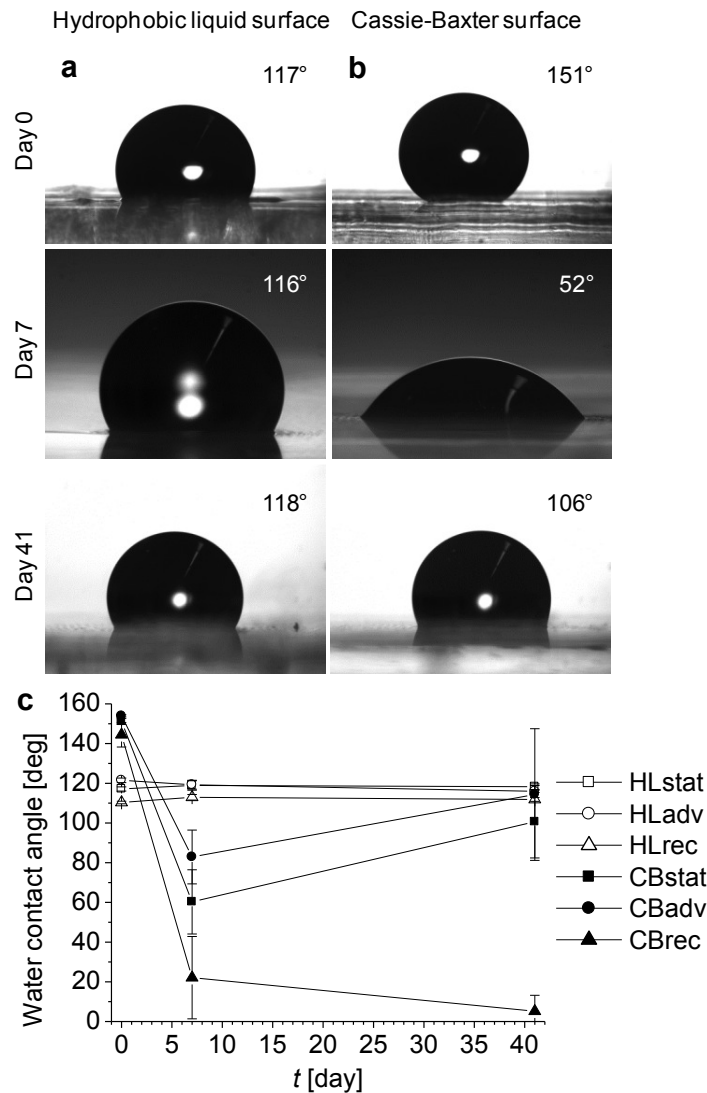 Hydrophobic liquid surface Cassie-Baxter surface
a 117° b 151°
Day 0
116° 52°
Day 7
118° 106°
Day 41
c
160
140
120
100
80
60
40
20
0
Water contact angle [deg]
0 5 10 15 20 25 30 35 40
t [day]
HLstat
HLadv
HLrec
CBstat
CBadv
CBrec